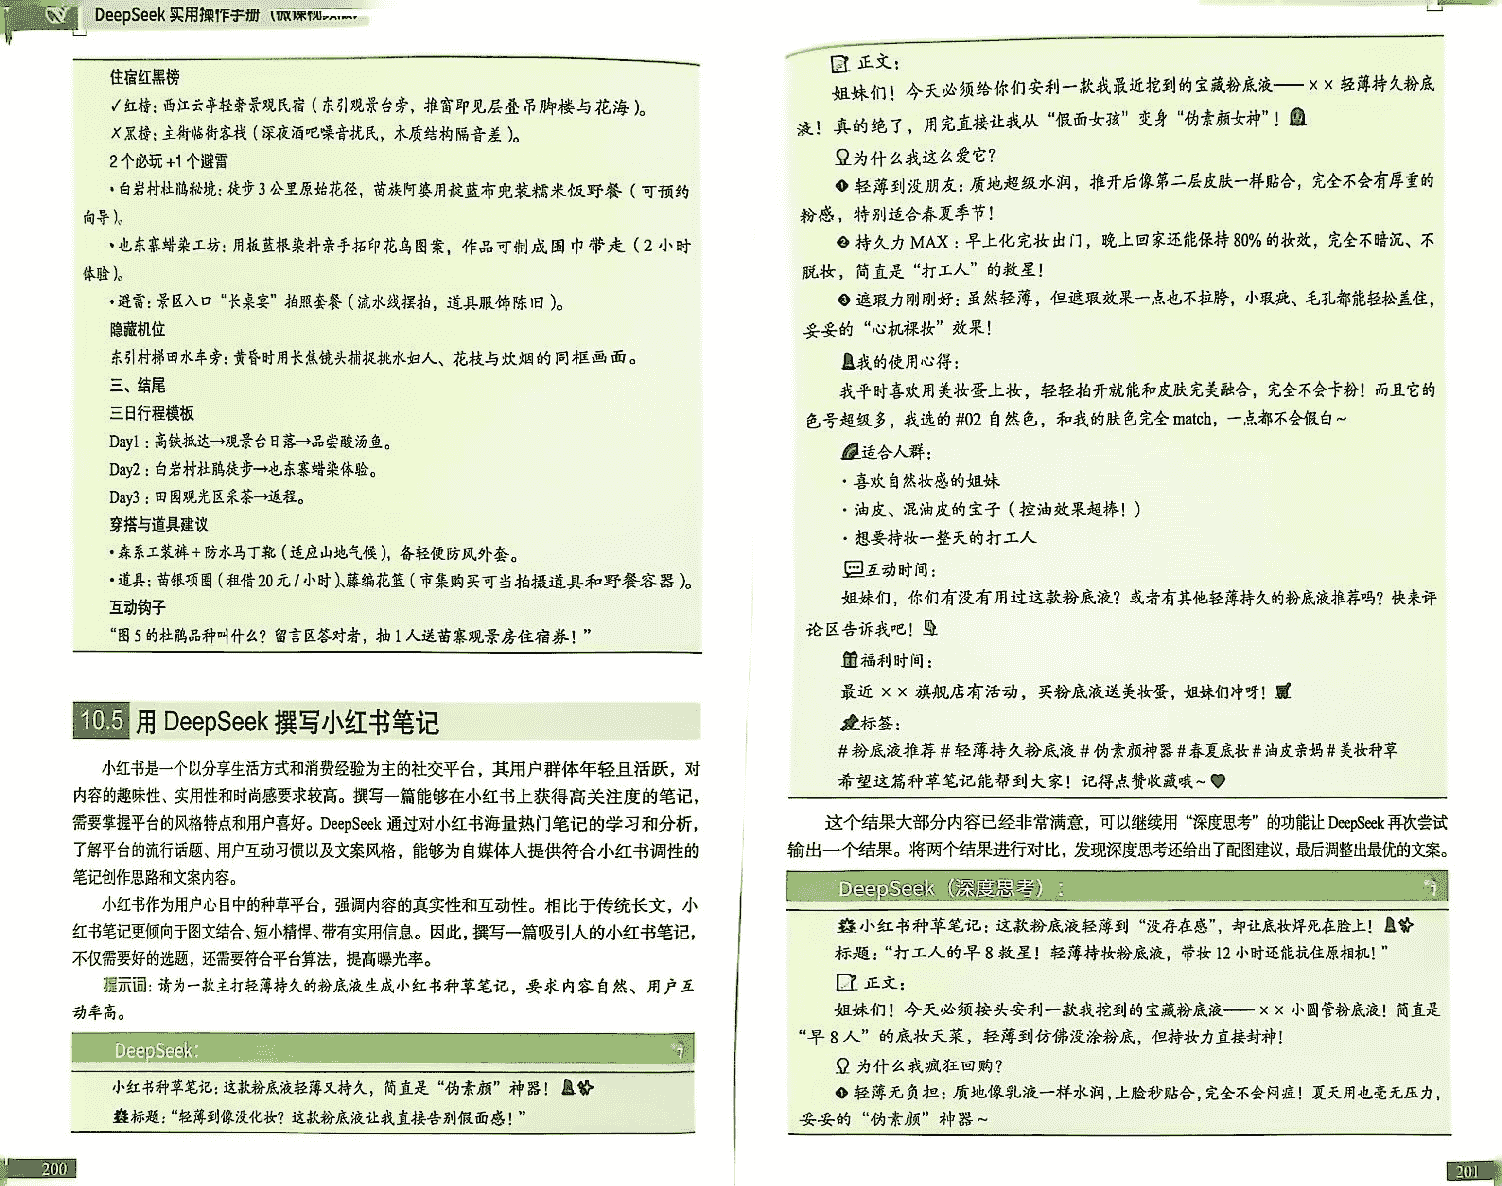 DeepSeek 实用操作手册（微课视频版）
住宿红黑榜
✓红榜：西江云亭轻奢景观民宿（东引观景台旁，推窗即见层叠吊脚楼与花海）。
✗黑榜：主街临街客栈（深夜酒吧噪音扰民，木质结构隔音差）。
2个必玩+1个避雷
•白岩村杜鹃秘境：徒步3公里原始花径，苗族阿婆用靛蓝布兜装糯米饭野餐（可预约
向导）。
•也东寨蜡染工坊：用板蓝根染料亲手拓印花鸟图案，作品可制成围巾带走（2小时
体验）。
•避雷：景区入口“长桌宴”拍照套餐（流水线摆拍，道具服饰陈旧）。
隐藏机位
东引村梯田水车旁：黄昏时用长焦镜头捕捉挑水妇人、花枝与炊烟的同框画面。
三、结尾
三日行程模板
Day1：高铁抵达→观景台日落→品尝酸汤鱼。
Day2：白岩村杜鹃徒步→也东寨蜡染体验。
Day3：田园观光区采茶→返程。
穿搭与道具建议
•森系工装裤+防水马丁靴（适应山地气候），备轻便防风外套。
•道具：苗银项圈（租借20元/小时）、藤编花篮（市集购买可当拍摄道具和野餐容器）。
互动钩子
“图5的杜鹃品种叫什么？留言区答对者，抽1人送苗寨观景房住宿券！”
10.5 用 DeepSeek 撰写小红书笔记
小红书是一个以分享生活方式和消费经验为主的社交平台，其用户群体年轻且活跃，对
内容的趣味性、实用性和时尚感要求较高。撰写一篇能够在小红书上获得高关注度的笔记，
需要掌握平台的风格特点和用户喜好。DeepSeek 通过对小红书海量热门笔记的学习和分析，
了解平台的流行话题、用户互动习惯以及文案风格，能够为自媒体人提供符合小红书调性的
笔记创作思路和文案内容。
小红书作为用户心目中的种草平台，强调内容的真实性和互动性。相比于传统长文，小
红书笔记更倾向于图文结合、短小精悍、带有实用信息。因此，撰写一篇吸引人的小红书笔记，
不仅需要好的选题，还需要符合平台算法，提高曝光率。
提示词：请为一款主打轻薄持久的粉底液生成小红书种草笔记，要求内容自然、用户互
动率高。
DeepSeek：
小红书种草笔记：这款粉底液轻薄又持久，简直是“伪素颜”神器！
标题：“轻薄到像没化妆？这款粉底液让我直接告别假面感！”
200
正文：
姐妹们！今天必须给你们安利一款我最近挖到的宝藏粉底液——××轻薄持久粉底
液！真的绝了，用完直接让我从“假面女孩”变身“伪素颜女神”！
为什么我这么爱它？
❶轻薄到没朋友：质地超级水润，推开后像第二层皮肤一样贴合，完全不会有厚重的
粉感，特别适合春夏季节！
❷持久力MAX：早上化完妆出门，晚上回家还能保持80%的妆效，完全不暗沉、不
脱妆，简直是“打工人”的救星！
❸遮瑕力刚刚好：虽然轻薄，但遮瑕效果一点也不拉胯，小瑕疵、毛孔都能轻松盖住，
妥妥的“心机裸妆”效果！
我的使用心得：
我平时喜欢用美妆蛋上妆，轻轻拍开就能和皮肤完美融合，完全不会卡粉！而且它的
色号超级多，我选的#02 自然色，和我的肤色完全match，一点都不会假白～
适合人群：
·喜欢自然妆感的姐妹
·油皮、混油皮的宝子（控油效果超棒！）
·想要持妆一整天的打工人
互动时间：
姐妹们，你们有没有用过这款粉底液？或者有其他轻薄持久的粉底液推荐吗？快来评
论区告诉我吧！
福利时间：
最近××旗舰店有活动，买粉底液送美妆蛋，姐妹们冲呀！
标签：
#粉底液推荐#轻薄持久粉底液#伪素颜神器#春夏底妆#油皮亲妈#美妆种草
希望这篇种草笔记能帮到大家！记得点赞收藏哦～♥
这个结果大部分内容已经非常满意，可以继续用“深度思考”的功能让DeepSeek再次尝试
输出一个结果。将两个结果进行对比，发现深度思考还给出了配图建议，最后调整出最优的文案。
DeepSeek（深度思考）：
小红书种草笔记：这款粉底液轻薄到“没存在感”，却让底妆焊死在脸上！
标题：“打工人的早8救星！轻薄持妆粉底液，带妆12小时还能抗住原相机！”
正文：
姐妹们！今天必须按头安利一款我挖到的宝藏粉底液——××小圆管粉底液！简直是
“早8人”的底妆天菜，轻薄到仿佛没涂粉底，但持妆力直接封神！
为什么我疯狂回购？
❶轻薄无负担：质地像乳液一样水润，上脸秒贴合，完全不会闷痘！夏天用也毫无压力，
妥妥的“伪素颜”神器～
201